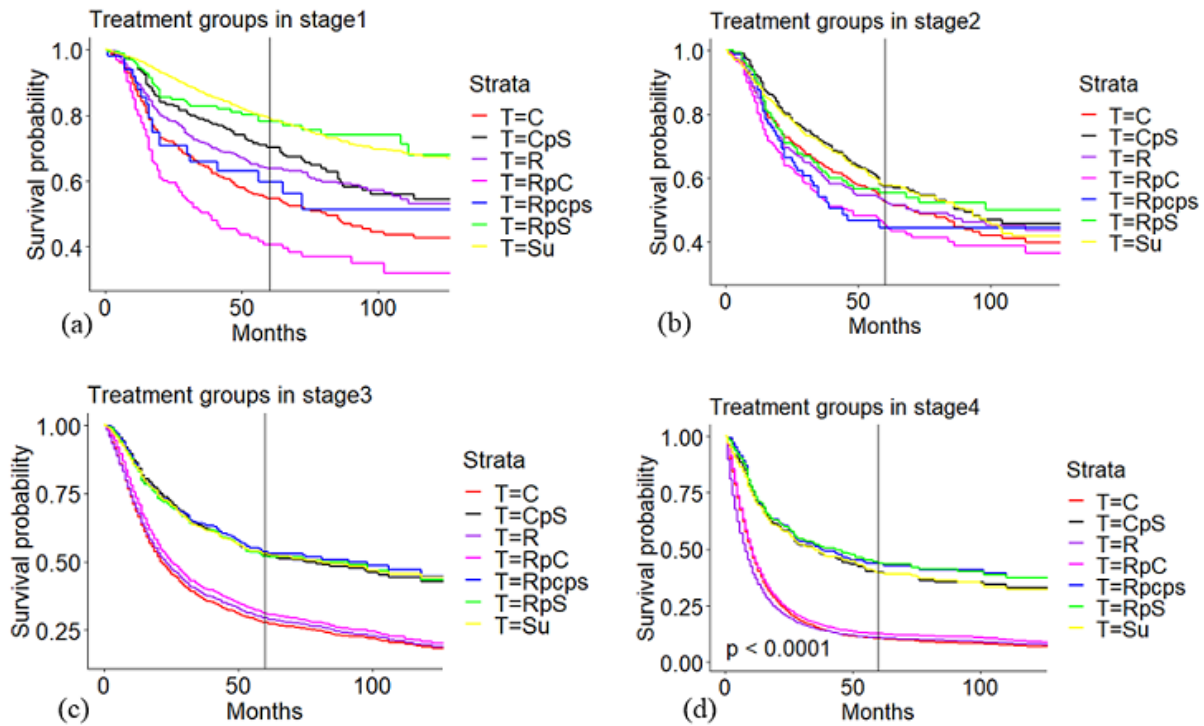 Treatment groups in stage1
Survival probability
1.0
0.8
0.6
0.4
0 50 100
Months
(a)
Strata
T=C
T=CpS
T=R
T=RpC
T=Rpcps
T=RpS
T=Su
Treatment groups in stage2
Survival probability
1.0
0.8
0.6
0.4
0 50 100
Months
(b)
Strata
T=C
T=CpS
T=R
T=RpC
T=Rpcps
T=RpS
T=Su
Treatment groups in stage3
Survival probability
1.00
0.75
0.50
0.25
0 50 100
Months
(c)
Strata
T=C
T=CpS
T=R
T=RpC
T=Rpcps
T=RpS
T=Su
Treatment groups in stage4
Survival probability
1.00
0.75
0.50
0.25
0.00
p < 0.0001
0 50 100
Months
(d)
Strata
T=C
T=CpS
T=R
T=RpC
T=Rpcps
T=RpS
T=Su